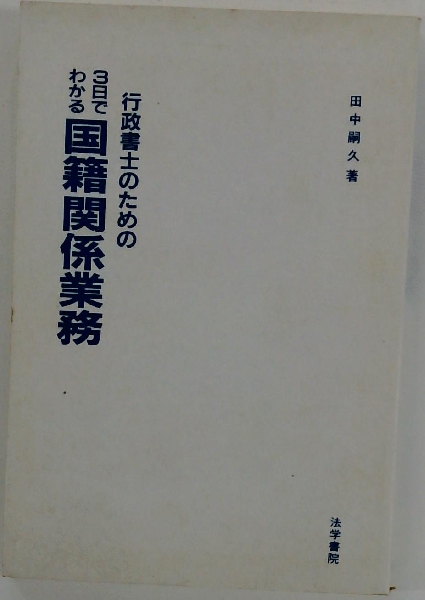 田中嗣久著
行政書士のための
3日で
わかる
国籍関係業務
法学書院